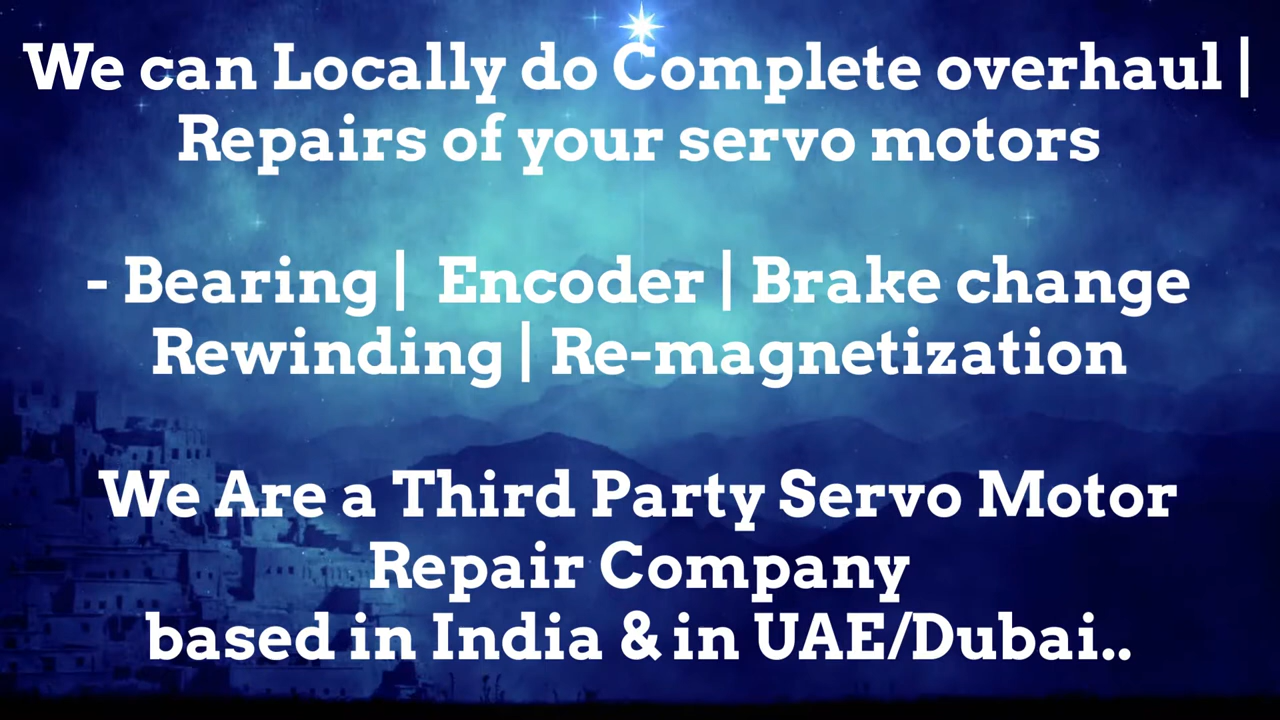 We can Locally do Complete overhaul |
Repairs of your servo motors
- Bearing | Encoder | Brake change
Rewinding | Re-magnetization
We Are a Third Party Servo Motor
Repair Company
based in India & in UAE/Dubai..